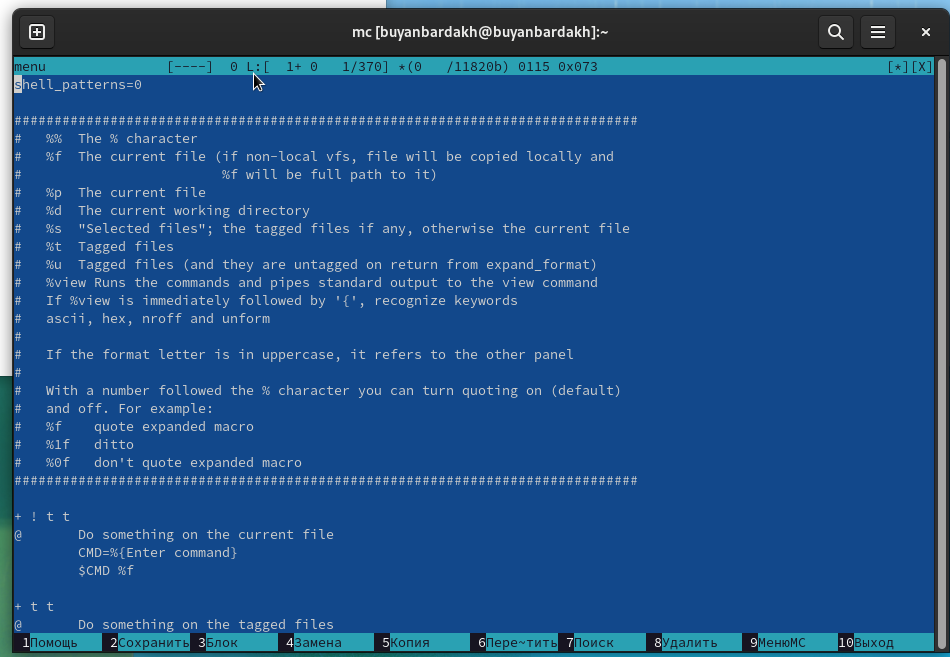 mc [buyanbardakh@buyanbardakh]:~
menu [----] 0 L:[ 1+ 0 1/370] *(0 /11820b) 0115 0x073 [*][X]
shell_patterns=0
##############################################################################
# %% The % character
# %f The current file (if non-local vfs, file will be copied locally and
# %f will be full path to it)
# %p The current file
# %d The current working directory
# %s "Selected files"; the tagged files if any, otherwise the current file
# %t Tagged files
# %u Tagged files (and they are untagged on return from expand_format)
# %view Runs the commands and pipes standard output to the view command
# If %view is immediately followed by '{', recognize keywords
# ascii, hex, nroff and unform
#
# If the format letter is in uppercase, it refers to the other panel
#
# With a number followed the % character you can turn quoting on (default)
# and off. For example:
# %f quote expanded macro
# %1f ditto
# %0f don't quote expanded macro
##############################################################################
+ ! t t
@ Do something on the current file
CMD=%{Enter command}
$CMD %f
+ t t
@ Do something on the tagged files
1Помощь 2Сохранить 3Блок 4Замена 5Копия 6Пере~тить 7Поиск 8Удалить 9МенюМС 10Выход